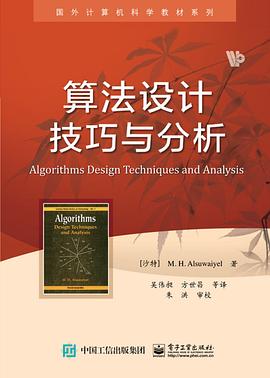 国外计算机科学教材系列
算法设计
技巧与分析
Algorithms Design Techniques and Analysis
Algorithms
Design Techniques
and Analysis
M. H. Alsuwaiyel
[沙特] M. H. Alsuwaiyel 著
吴伟昶 方世昌 等译
朱 洪 审校
中国工信出版集团
电子工业出版社